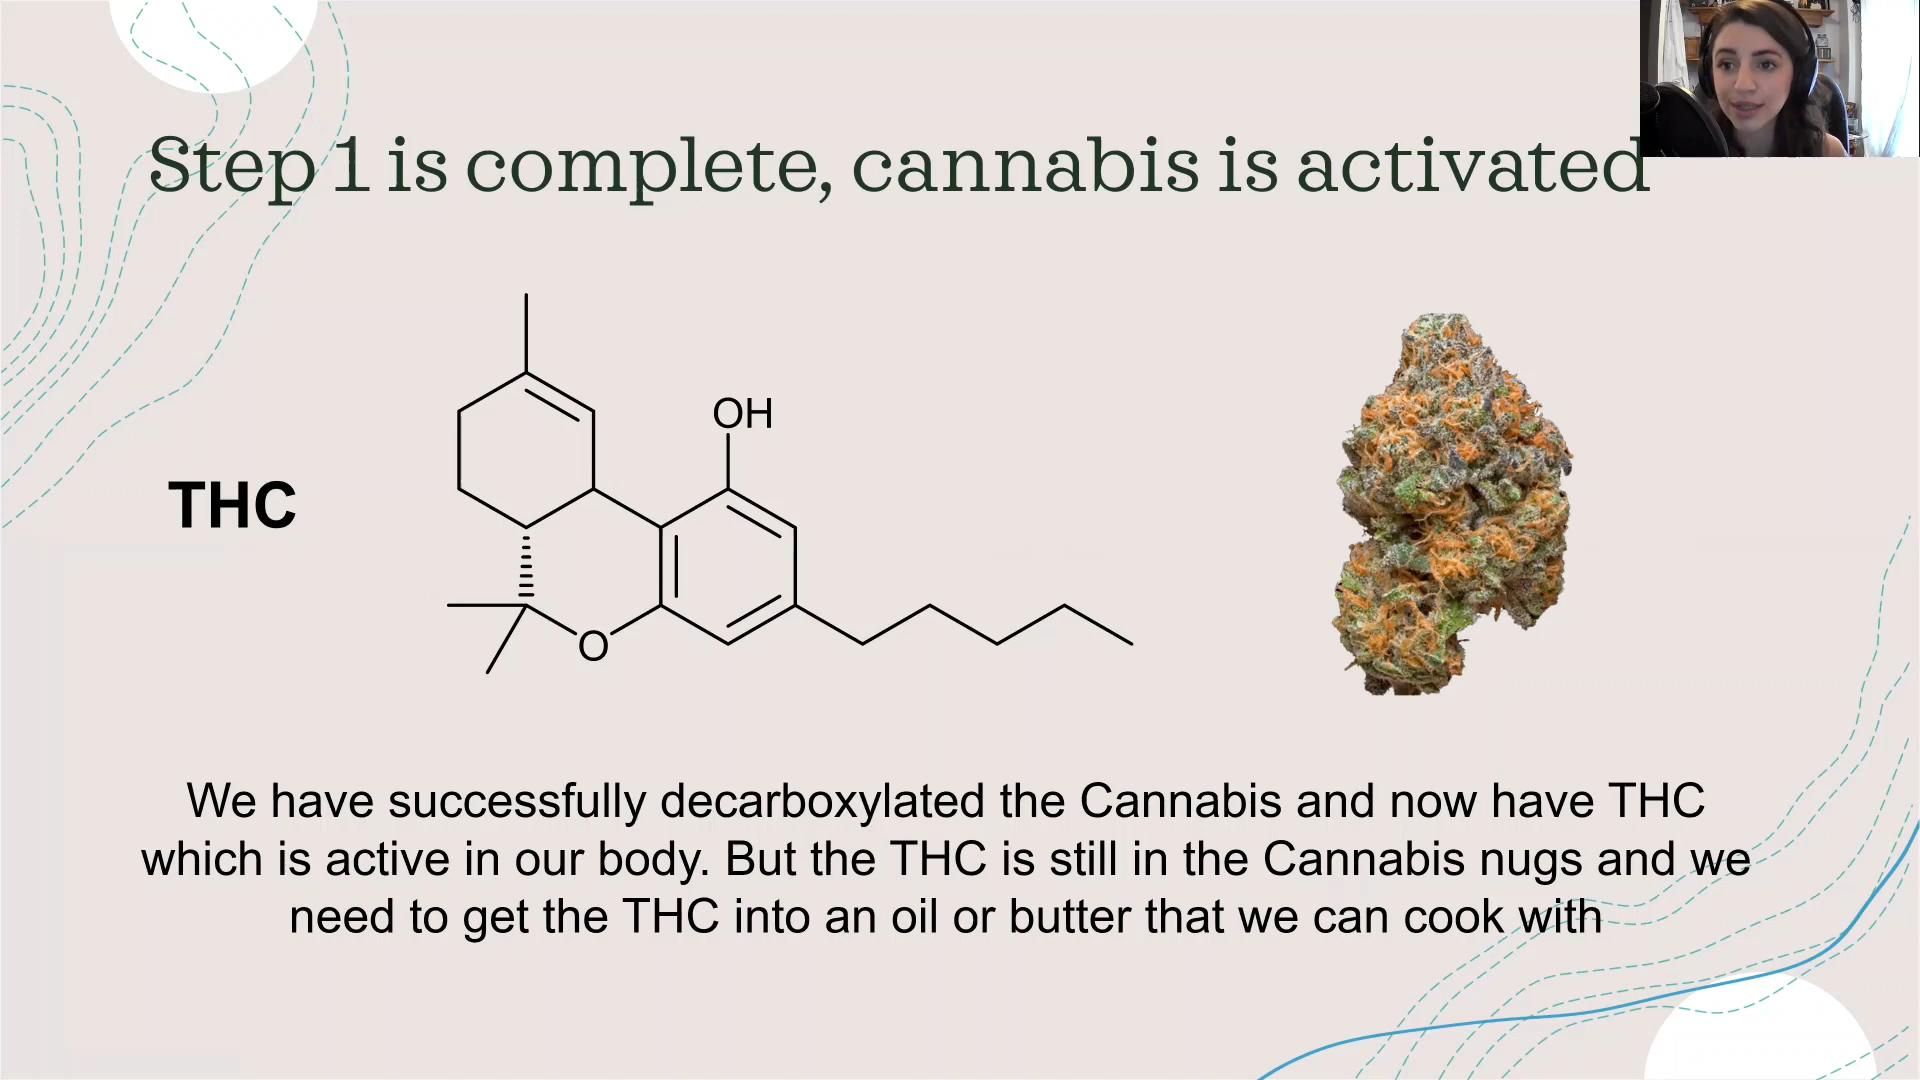 Step 1 is complete, cannabis is activated
OH
THC
O
We have successfully decarboxylated the Cannabis and now have THC
which is active in our body. But the THC is still in the Cannabis nugs and we
need to get the THC into an oil or butter that we can cook with